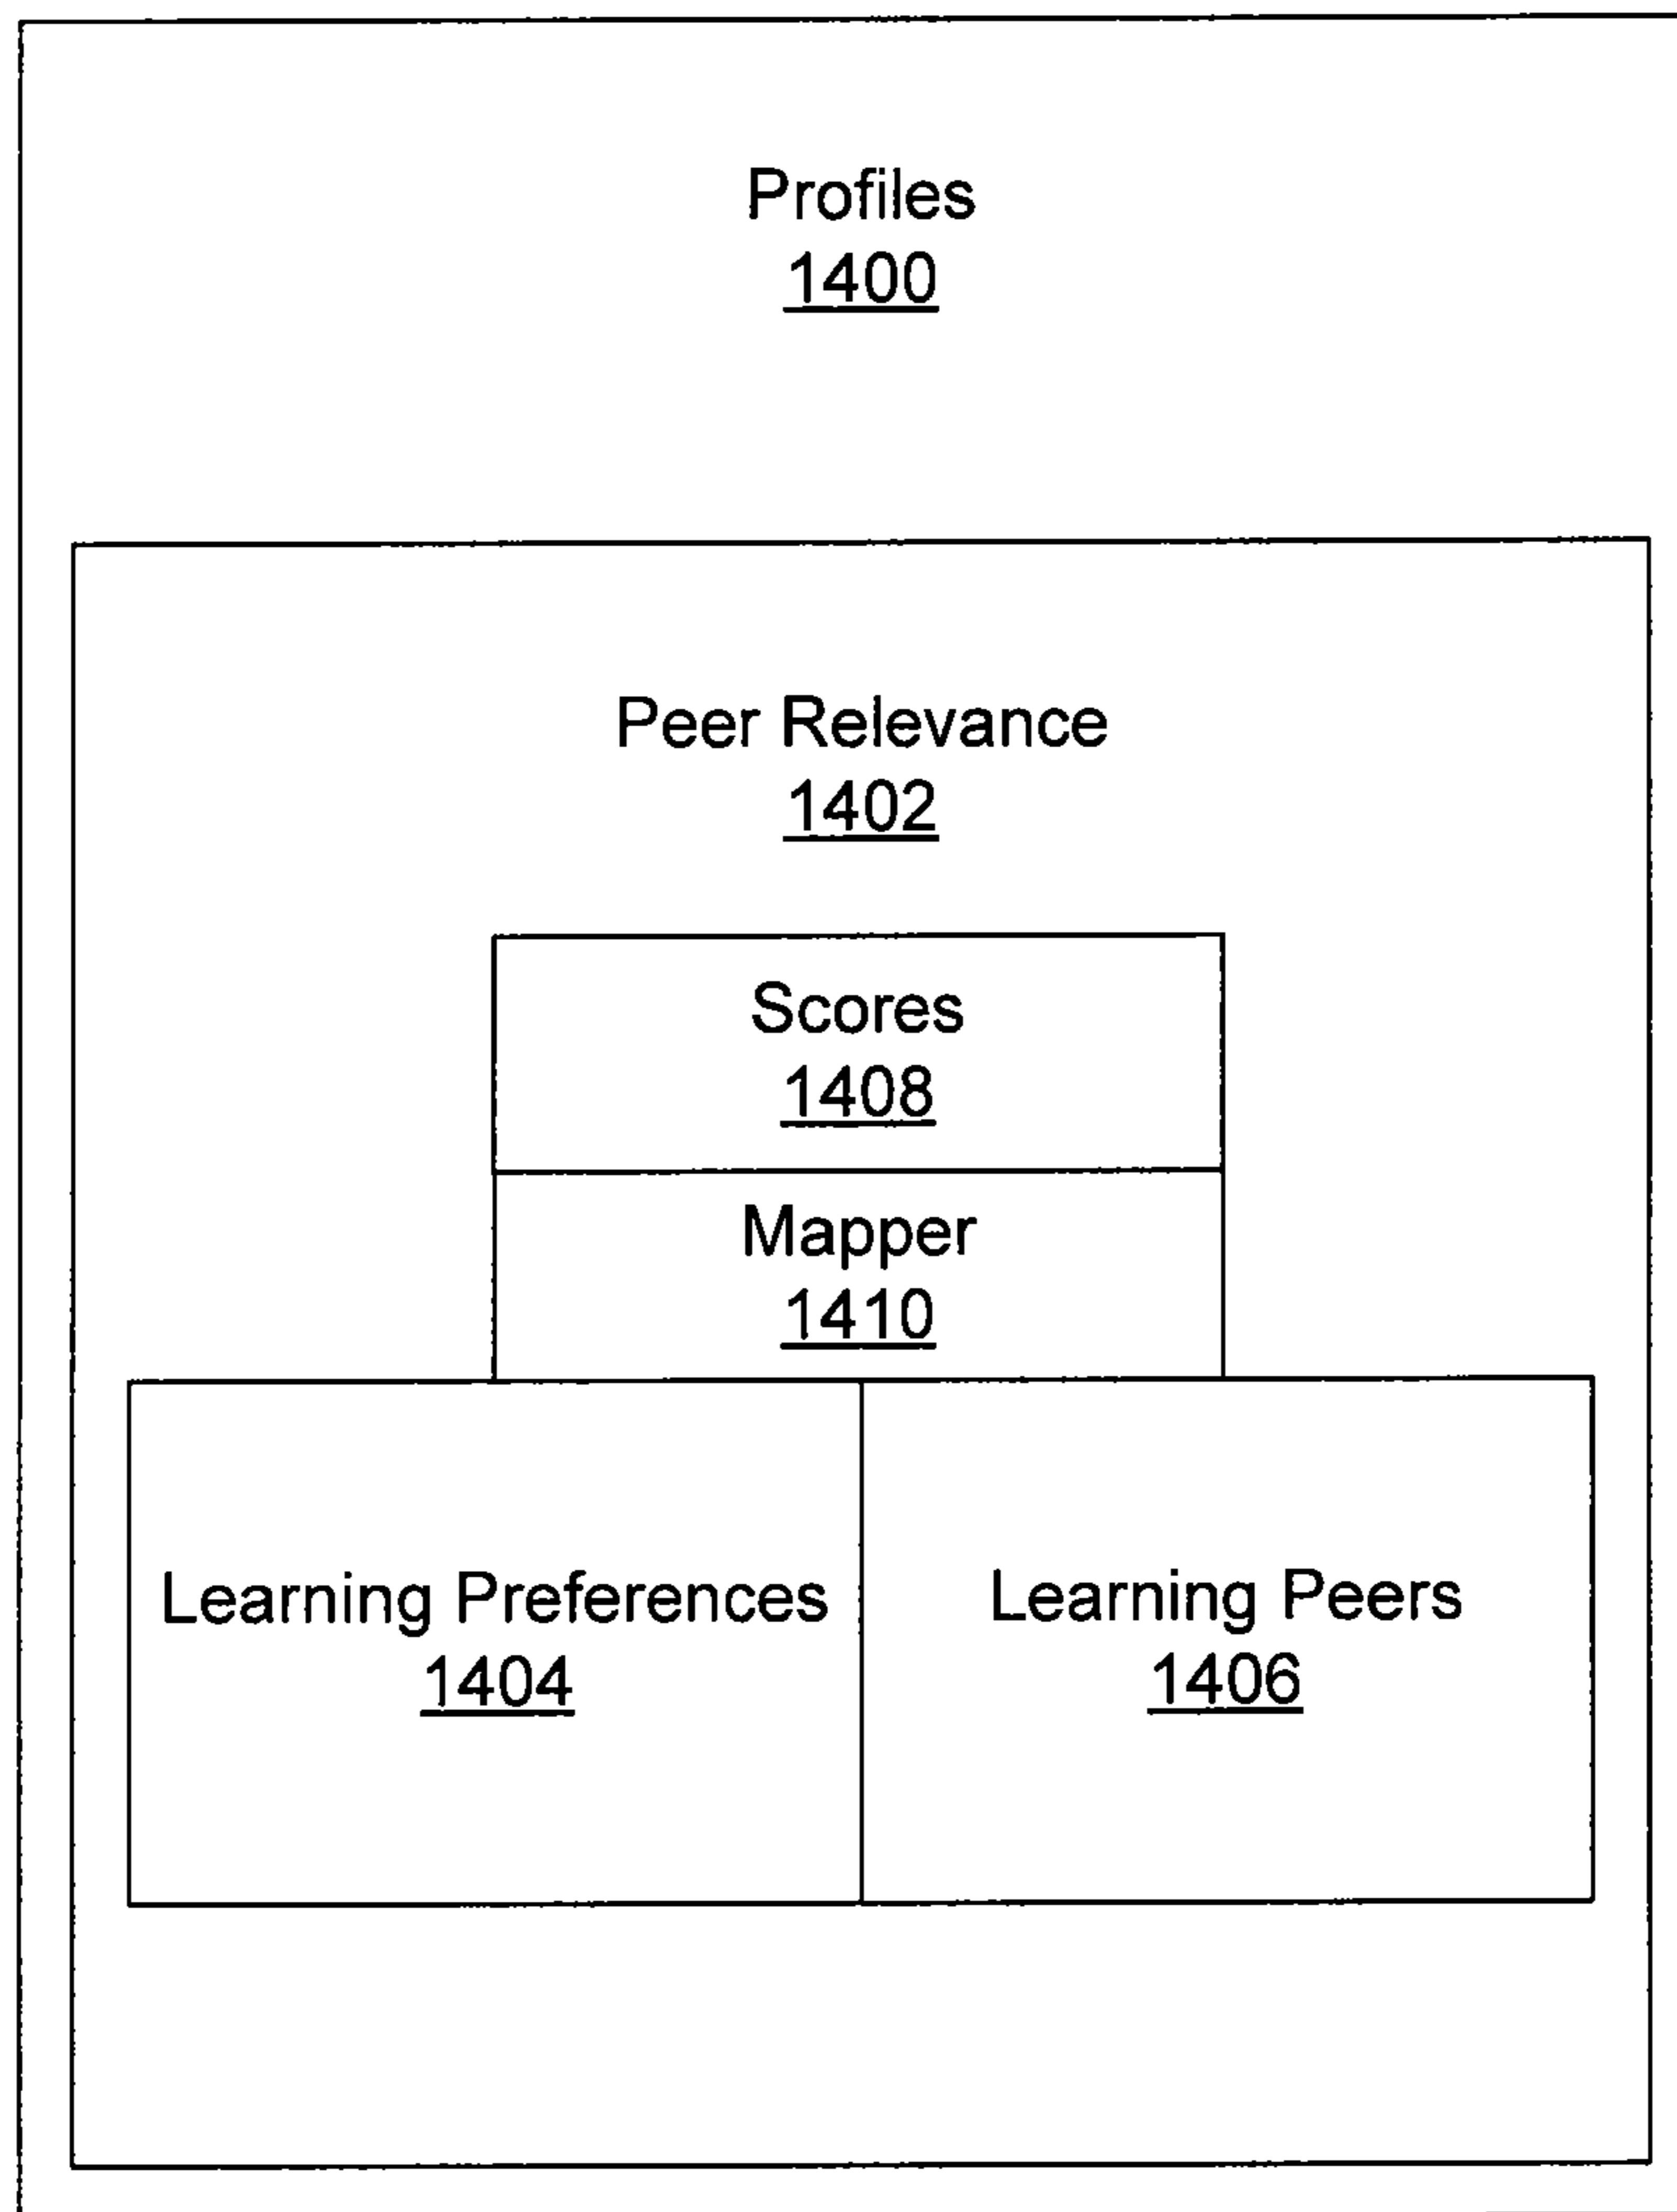 Profiles
1400
Peer Relevance
1402
Scores
1408
Mapper
1410
Learning Preferences
1404
Learning Peers
1406